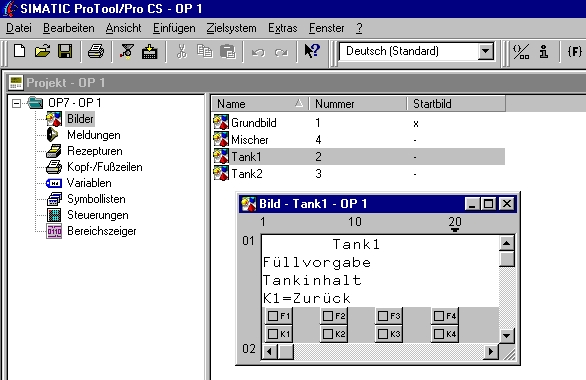 SIMATIC ProTool/Pro CS - OP 1
Datei Bearbeiten Ansicht Einfügen Zielsystem Extras Fenster ?
Deutsch (Standard)
Projekt - OP 1
OP7 - OP 1
Bilder
Meldungen
Rezepturen
Kopf-/Fußzeilen
Variablen
Symbollisten
Steuerungen
Bereichszeiger
Name Nummer Startbild
Grundbild 1 x
Mischer 4 -
Tank1 2 -
Tank2 3 -
Bild - Tank1 - OP 1
1 10 20
01
Tank1
Füllvorgabe
Tankinhalt
K1=Zurück
F1 F2 F3 F4
K1 K2 K3 K4
02